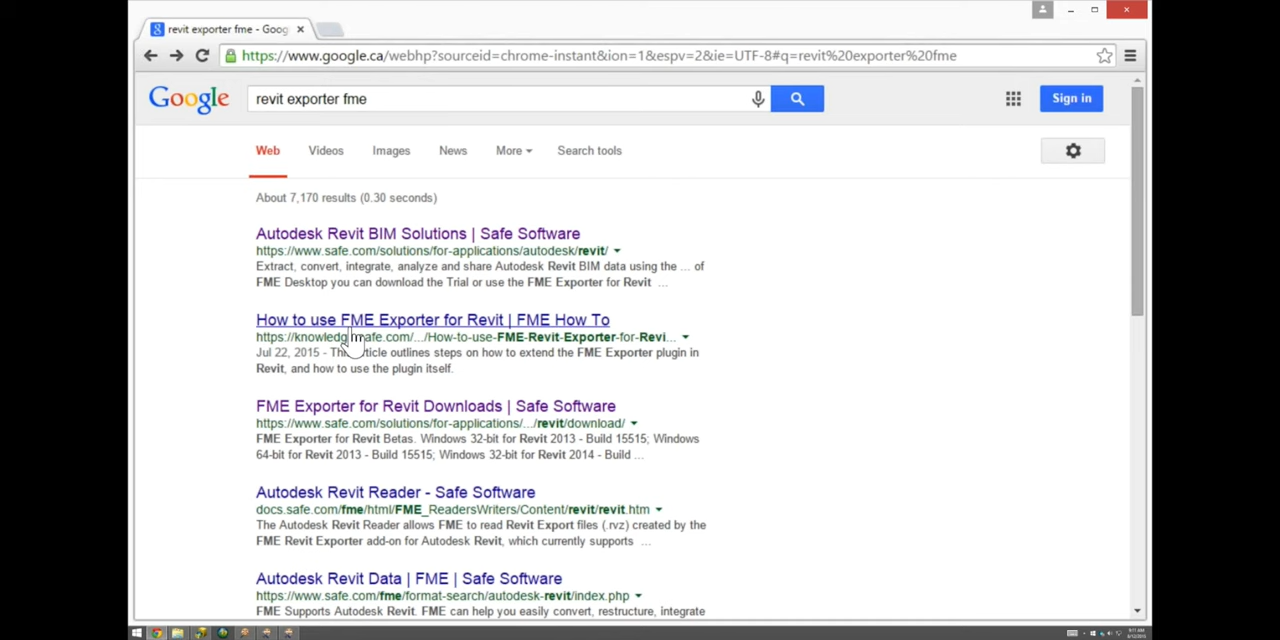 revit exporter fme - Goog
https://www.google.ca/webhp?sourceid=chrome-instant&ion=1&espv=2&ie=UTF-8#q=revit%20exporter%20fme
Google
revit exporter fme
Sign in
Web Videos Images News More Search tools
About 7,170 results (0.30 seconds)
Autodesk Revit BIM Solutions | Safe Software
https://www.safe.com/solutions/for-applications/autodesk/revit/
Extract, convert, integrate, analyze and share Autodesk Revit BIM data using the ... of
FME Desktop you can download the Trial or use the FME Exporter for Revit ...
How to use FME Exporter for Revit | FME How To
https://knowledg afe.com/.../How-to-use-FME-Revit-Exporter-for-Revi...
Jul 22, 2015 - Th article outlines steps on how to extend the FME Exporter plugin in
Revit, and how to use the plugin itself.
FME Exporter for Revit Downloads | Safe Software
https://www.safe.com/solutions/for-applications/.../revit/download/
FME Exporter for Revit Betas. Windows 32-bit for Revit 2013 - Build 15515; Windows
64-bit for Revit 2013 - Build 15515; Windows 32-bit for Revit 2014 - Build ...
Autodesk Revit Reader - Safe Software
docs.safe.com/fme/html/FME_ReadersWriters/Content/revit/revit.htm
The Autodesk Revit Reader allows FME to read Revit Export files (.rvz) created by the
FME Revit Exporter add-on for Autodesk Revit, which currently supports ...
Autodesk Revit Data | FME | Safe Software
https://www.safe.com/fme/format-search/autodesk-revit/index.php
FME Supports Autodesk Revit. FME can help you easily convert, restructure, integrate